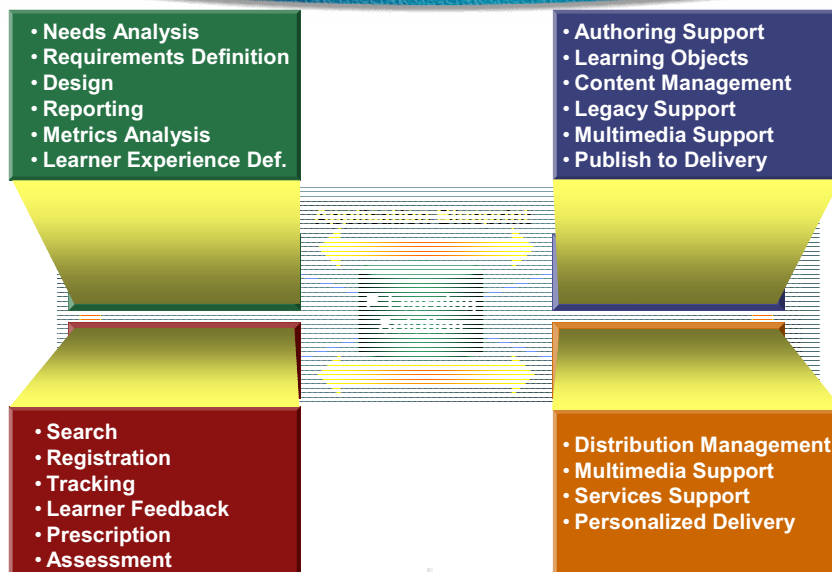 • Needs Analysis
• Requirements Definition
• Design
• Reporting
• Metrics Analysis
• Learner Experience Def.
• Authoring Support
• Learning Objects
• Content Management
• Legacy Support
• Multimedia Support
• Publish to Delivery
Solution
• Search
• Registration
• Tracking
• Learner Feedback
• Prescription
• Assessment
• Distribution Management
• Multimedia Support
• Services Support
• Personalized Delivery